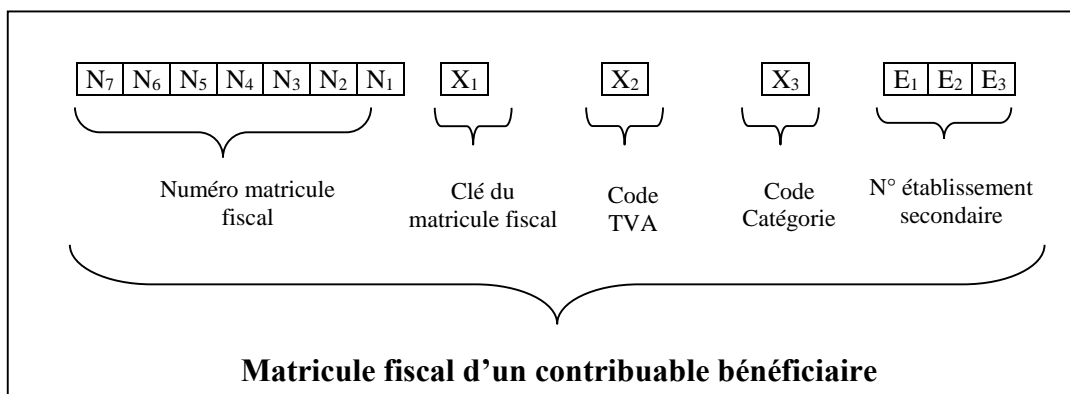 N₇ N₆ N₅ N₄ N₃ N₂ N₁ X₁ X₂ X₃ E₁ E₂ E₃
Numéro matricule
fiscal
Clé du
matricule fiscal
Code
TVA
Code
Catégorie
N° établissement
secondaire
Matricule fiscal d'un contribuable bénéficiaire